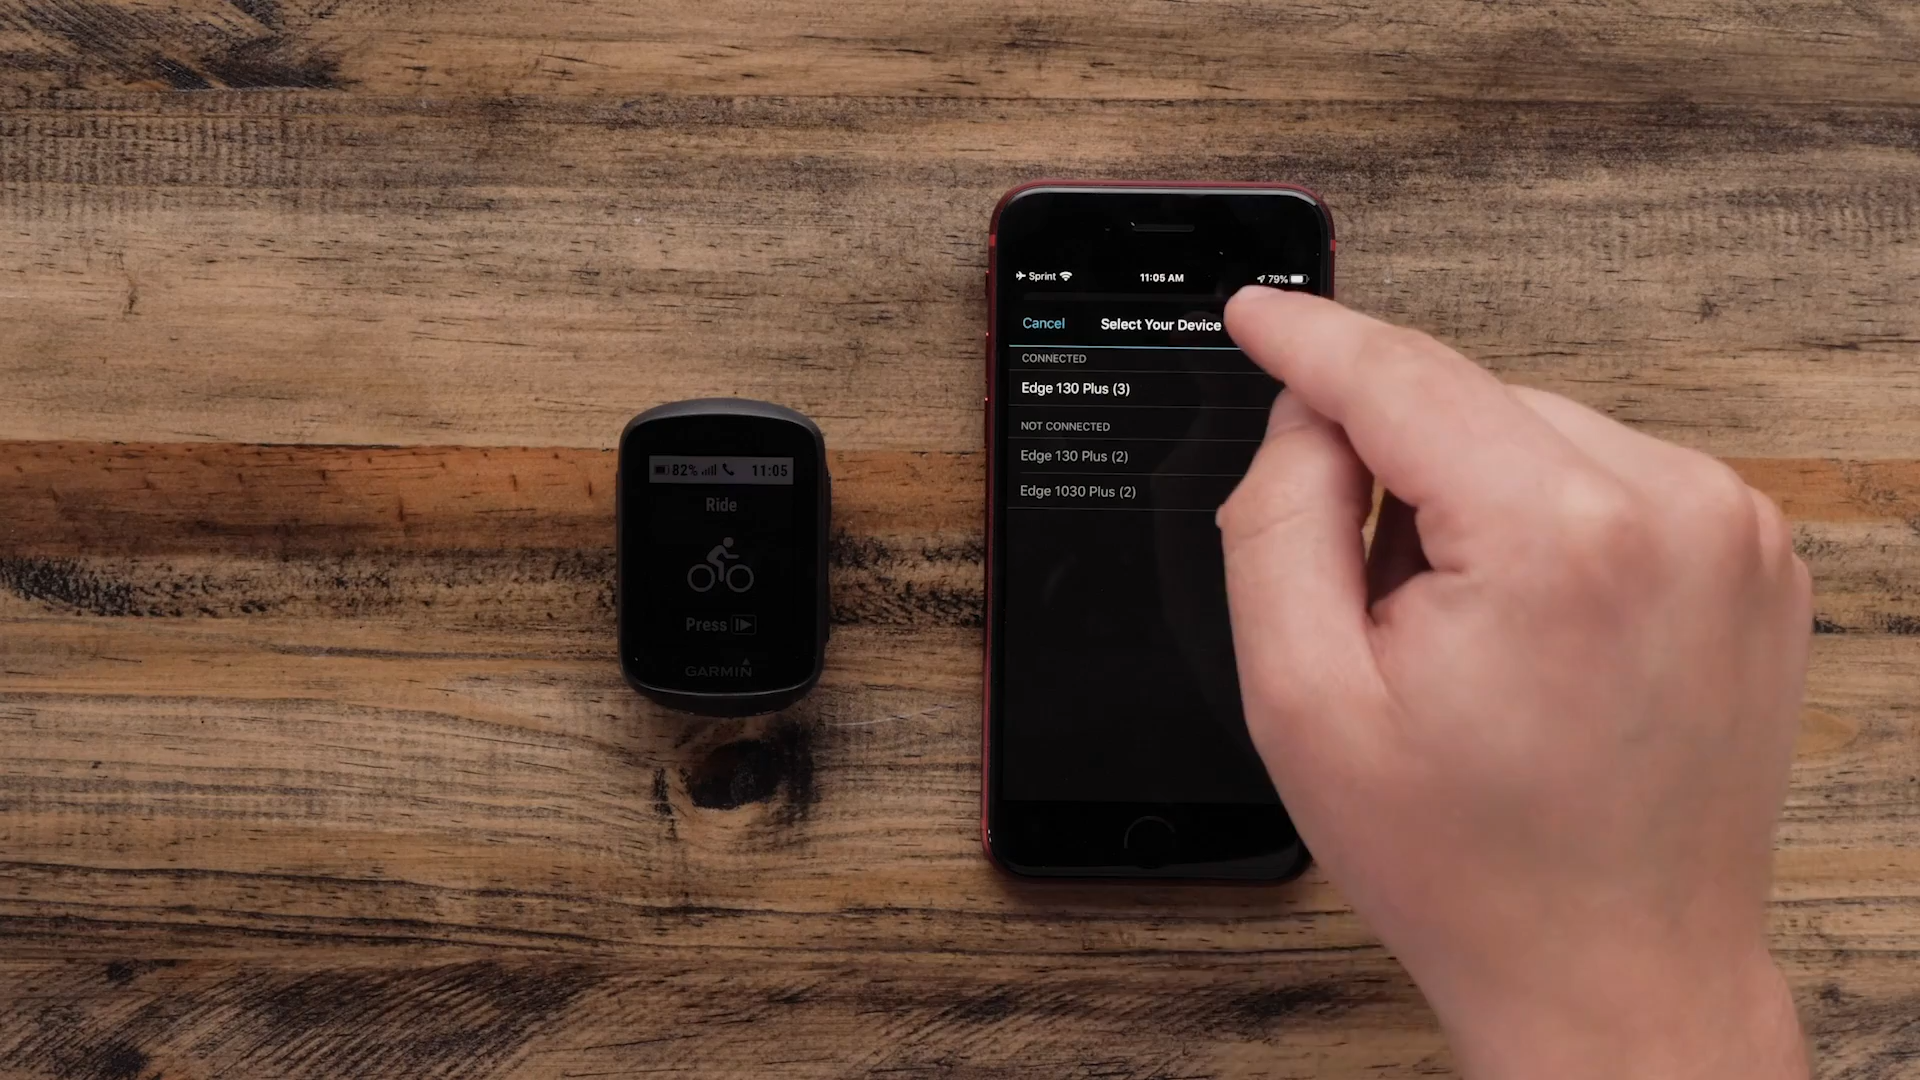 82% 11:05
Ride
Press
GARMIN
Sprint 11:05 AM 79%
Cancel Select Your Device
CONNECTED
Edge 130 Plus (3)
NOT CONNECTED
Edge 130 Plus (2)
Edge 1030 Plus (2)